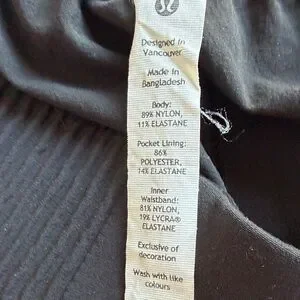 Designed in
Vancouver
Made in
Bangladesh
Body:
89% NYLON,
11% ELASTANE
Pocket Lining:
86%
POLYESTER,
14% ELASTANE
Inner
Waistband:
81% NYLON,
19% LYCRA®
ELASTANE
Exclusive of
decoration
Wash with like
colours